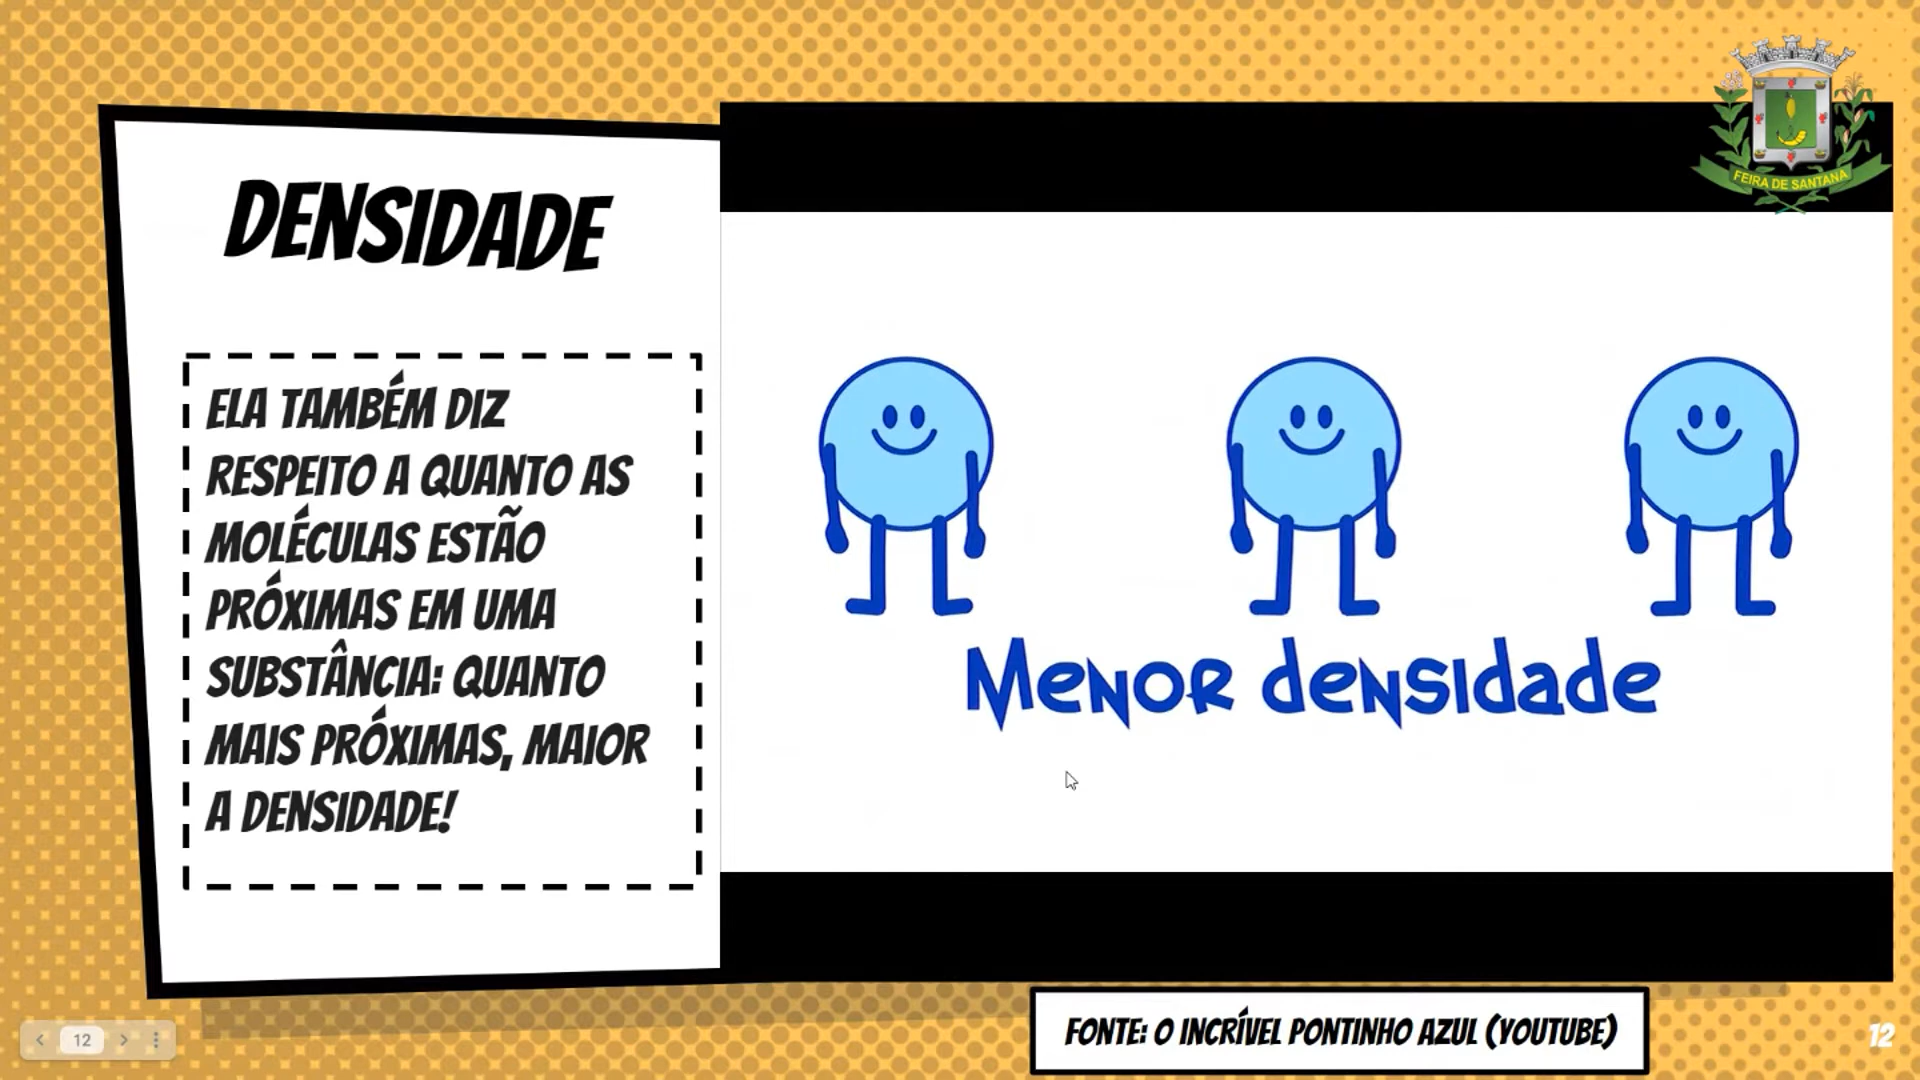 FEIRA DE SANTANA
DENSIDADE
ELA TAMBÉM DIZ
RESPEITO A QUANTO AS
MOLÉCULAS ESTÃO
PRÓXIMAS EM UMA
SUBSTÂNCIA: QUANTO
MAIS PRÓXIMAS, MAIOR
A DENSIDADE!
Menor densidade
FONTE: O INCRÍVEL PONTINHO AZUL (YOUTUBE)
12
12